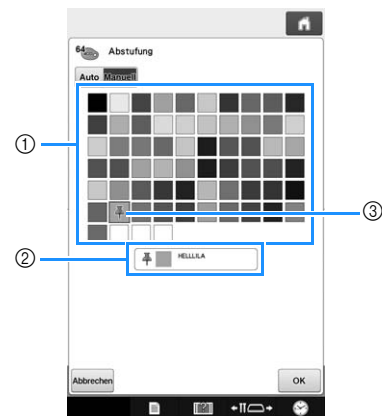 64 Abstufung
Auto Manuell
①
③
②
HELLLILA
Abbrechen
OK